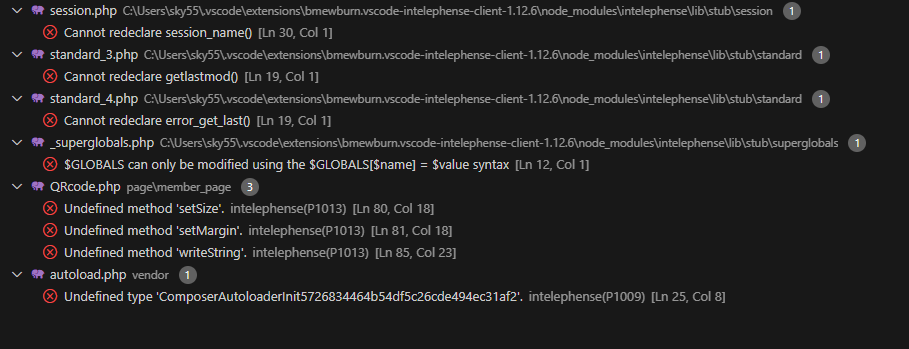 session.php C:\Users\sky55\.vscode\extensions\bmewburn.vscode-intelephense-client-1.12.6\node_modules\intelephense\lib\stub\session 1
Cannot redeclare session_name() [Ln 30, Col 1]
standard_3.php C:\Users\sky55\.vscode\extensions\bmewburn.vscode-intelephense-client-1.12.6\node_modules\intelephense\lib\stub\standard 1
Cannot redeclare getlastmod() [Ln 19, Col 1]
standard_4.php C:\Users\sky55\.vscode\extensions\bmewburn.vscode-intelephense-client-1.12.6\node_modules\intelephense\lib\stub\standard 1
Cannot redeclare error_get_last() [Ln 19, Col 1]
_superglobals.php C:\Users\sky55\.vscode\extensions\bmewburn.vscode-intelephense-client-1.12.6\node_modules\intelephense\lib\stub\superglobals 1
$GLOBALS can only be modified using the $GLOBALS[$name] = $value syntax [Ln 12, Col 1]
QRcode.php page\member_page 3
Undefined method 'setSize'. intelephense(P1013) [Ln 80, Col 18]
Undefined method 'setMargin'. intelephense(P1013) [Ln 81, Col 18]
Undefined method 'writeString'. intelephense(P1013) [Ln 85, Col 23]
autoload.php vendor 1
Undefined type 'ComposerAutoloaderInit5726834464b54df5c26cde494ec31af2'. intelephense(P1009) [Ln 25, Col 8]